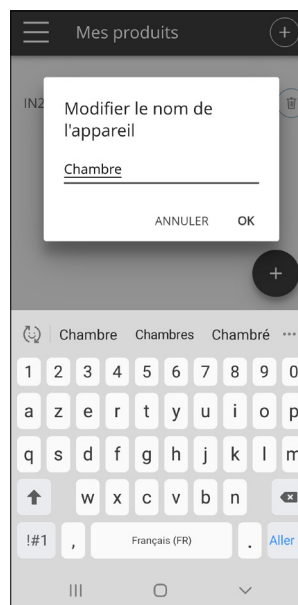 Mes produits
IN2
Modifier le nom de
l'appareil
Chambre
ANNULER OK
Chambre Chambres Chambré
1 2 3 4 5 6 7 8 9 0
a z e r t y u i o p
q s d f g h j k l m
w x c v b n
!#1 , Français (FR) . Aller